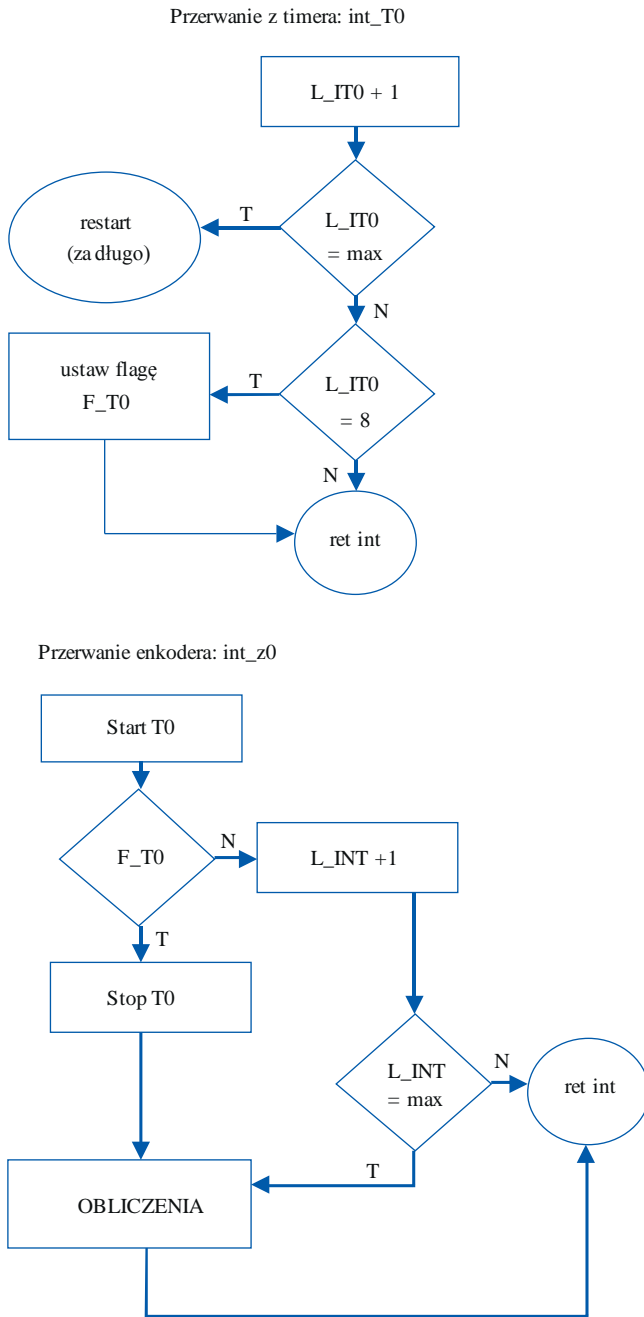 Przerwanie z timera: int_T0
L_IT0 + 1
L_IT0
= max
T
restart
(za długo)
N
L_IT0
= 8
T
ustaw flagę
F_T0
N
ret int
Przerwanie enkodera: int_z0
Start T0
F_T0
N
L_INT +1
T
Stop T0
L_INT
= max
N
ret int
T
OBLICZENIA